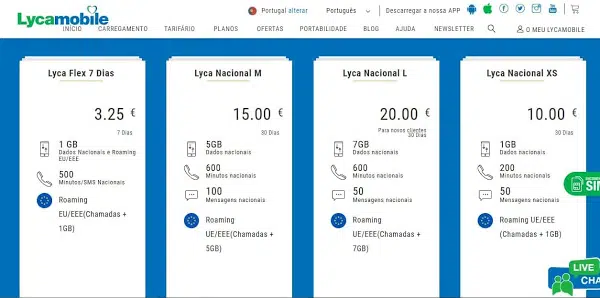 Lycamobile
Portugal alterar
Português
Descarregar a nossa APP
INÍCIO CARREGAMENTO TARIFÁRIO PLANOS OFERTAS PORTABILIDADE BLOG AJUDA NEWSLETTER O MEU LYCAMOBILE
Lyca Flex 7 Dias
3.25 €
7 Dias
1 GB
Dados Nacionais e Roaming
EU/EEE
500
Minutos/SMS Nacionais
Roaming
EU/EEE(Chamadas +
1GB)
Lyca Nacional M
15.00 €
30 Dias
5GB
Dados nacionais
600
Minutos nacionais
100
Mensagens nacionais
Roaming
UE/EEE(Chamadas +
5GB)
Lyca Nacional L
20.00 €
Para novos clientes
30 Dias
7GB
Dados nacionais
600
Minutos nacionais
50
Mensagens nacionais
Roaming
UE/EEE(Chamadas +
7GB)
Lyca Nacional XS
10.00 €
30 Dias
1GB
Dados nacionais
200
Minutos nacionais
50
Mensagens nacionais
Roaming UE/EEE
(Chamadas + 1GB)
LIVE
CHA